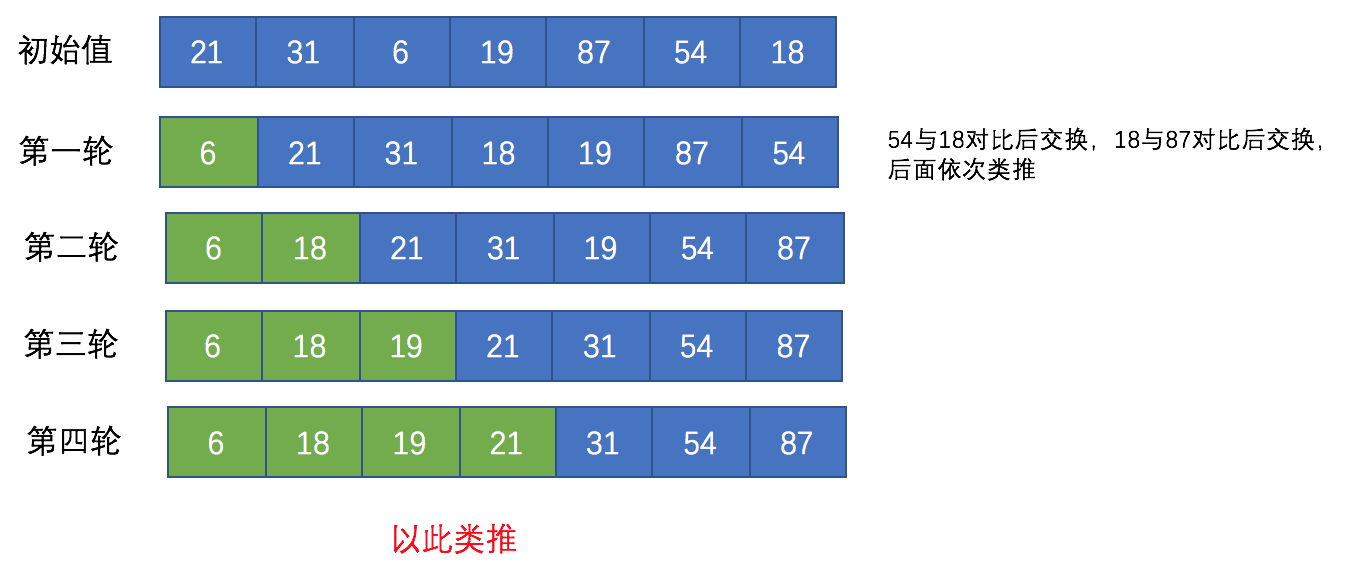 初始值 21 31 6 19 87 54 18
第一轮 6 21 31 18 19 87 54
54与18对比后交换，18与87对比后交换，
后面依次类推
第二轮 6 18 21 31 19 54 87
第三轮 6 18 19 21 31 54 87
第四轮 6 18 19 21 31 54 87
以此类推